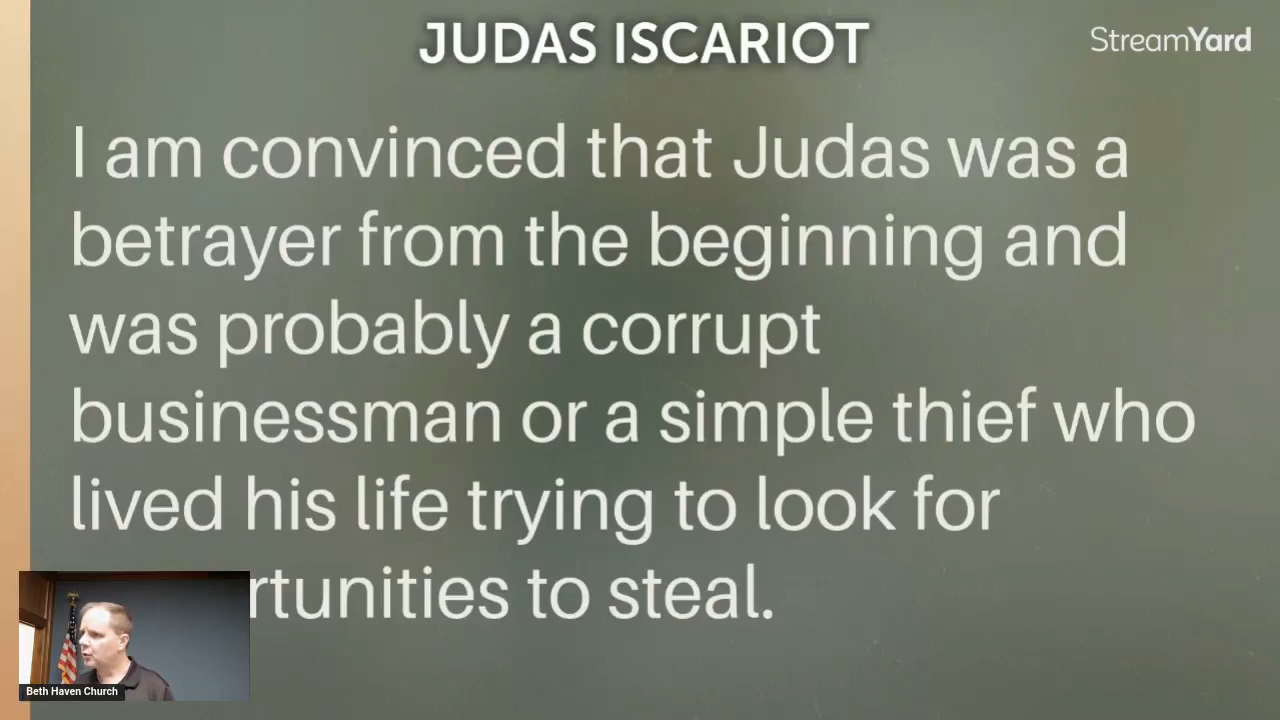 JUDAS ISCARIOT
StreamYard
I am convinced that Judas was a
betrayer from the beginning and
was probably a corrupt
businessman or a simple thief who
lived his life trying to look for
rtunities to steal.
Beth Haven Church